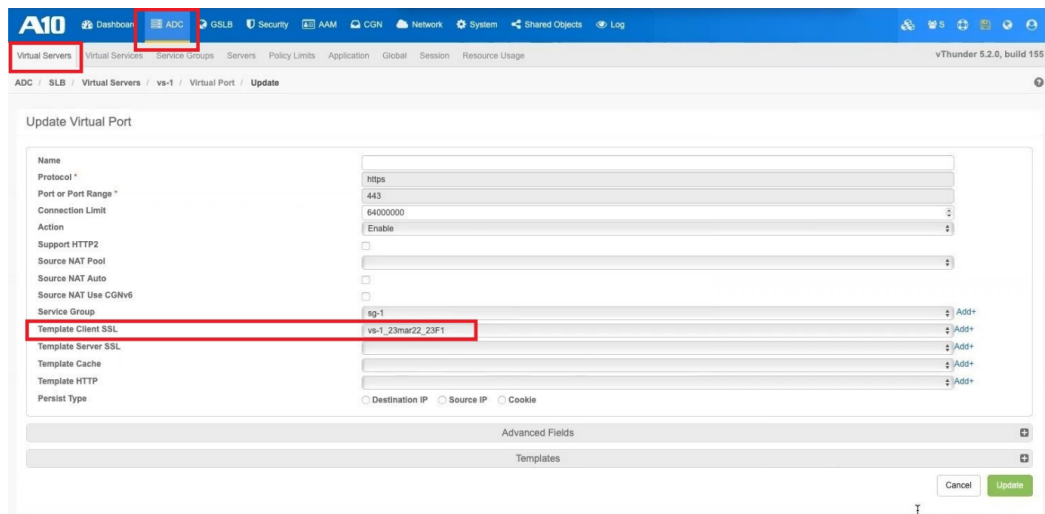 A10 Dashboard ADC GSLB Security AAM CGN Network System Shared Objects Log 5
Virtual Servers Virtual Services Service Groups Servers Policy Limits Application Global Session Resource Usage vThunder 5.2.0, build 155
ADC / SLB / Virtual Servers / vs-1 / Virtual Port / Update
Update Virtual Port
Name
Protocol * https
Port or Port Range * 443
Connection Limit 64000000
Action Enable
Support HTTP2
Source NAT Pool
Source NAT Auto
Source NAT Use CGNv6
Service Group sg-1 Add+
Template Client SSL vs-1_23mar22_23F1 Add+
Template Server SSL Add+
Template Cache Add+
Template HTTP Add+
Persist Type Destination IP Source IP Cookie
Advanced Fields
Templates
Cancel Update